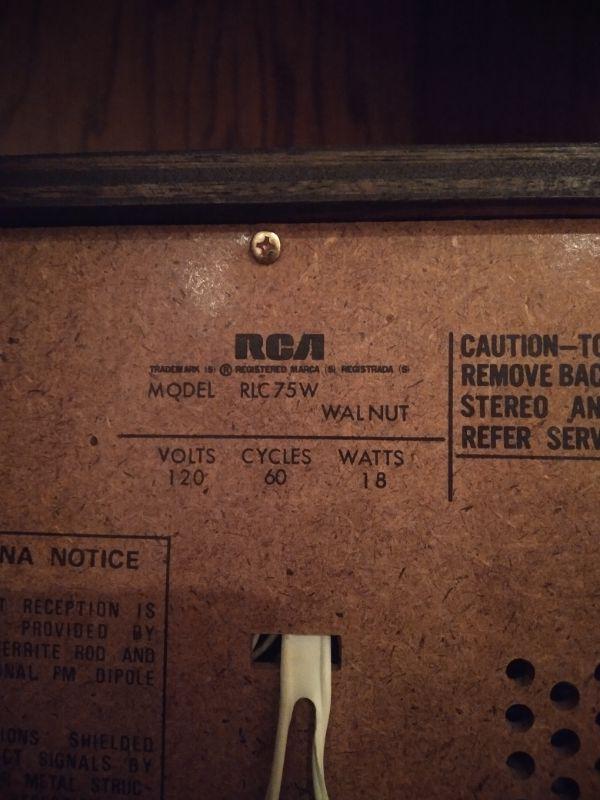 RCA
TRADEMARK (S) ® REGISTERED MARCA (S) REGISTRADA (S)
MODEL RLC75W
WALNUT
VOLTS CYCLES WATTS
120 60 18
CAUTION—TO
REMOVE BAC
STEREO AN
REFER SERV
NA NOTICE
T RECEPTION IS
PROVIDED BY
ERRITE ROD AND
NAL FM DIPOLE
IONS SHIELDED
CT SIGNALS BY
R METAL STRUC-